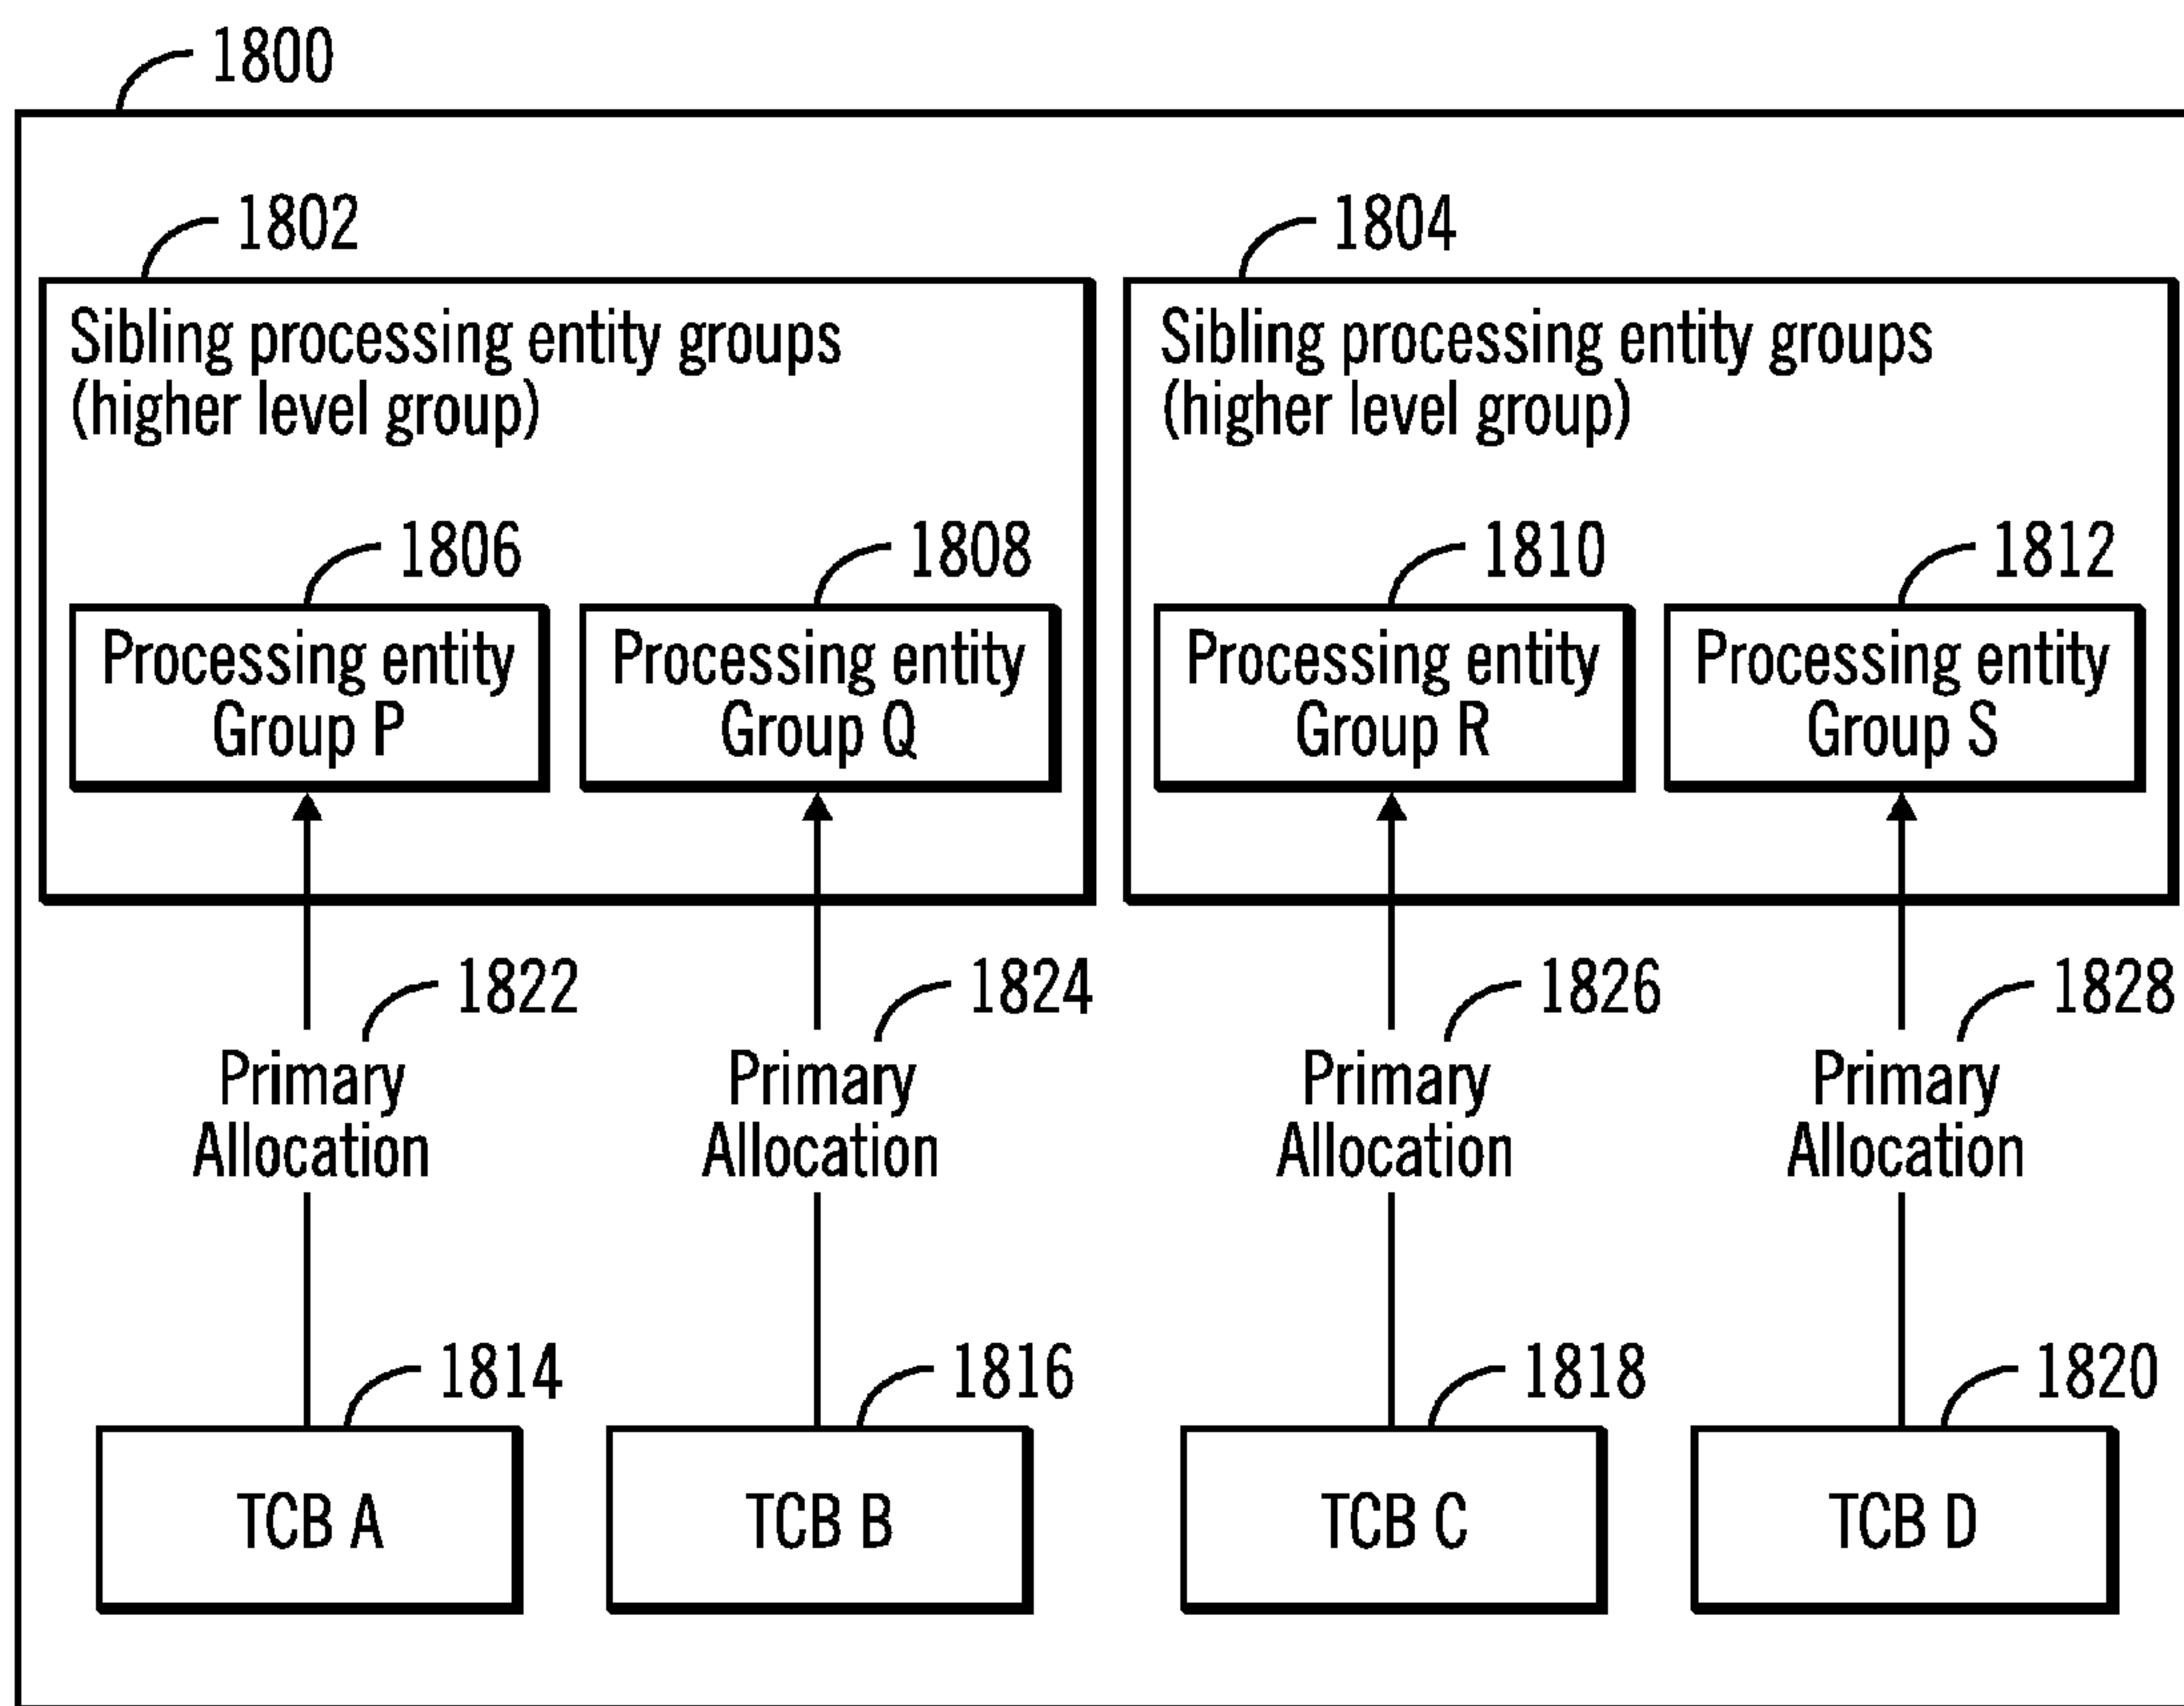 1800
1802
1804
Sibling processing entity groups
(higher level group)
Sibling processing entity groups
(higher level group)
1806
1808
1810
1812
Processing entity
Group P
Processing entity
Group Q
Processing entity
Group R
Processing entity
Group S
1822
1824
1826
1828
Primary
Allocation
Primary
Allocation
Primary
Allocation
Primary
Allocation
1814
1816
1818
1820
TCB A
TCB B
TCB C
TCB D